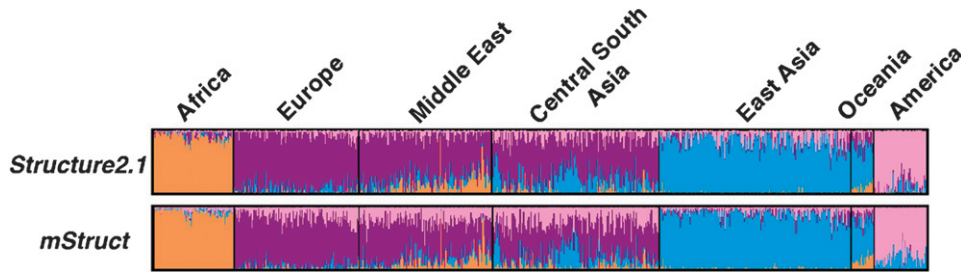 Africa
Europe
Middle East
Central South
Asia
East Asia
Oceania
America
Structure2.1
mStruct